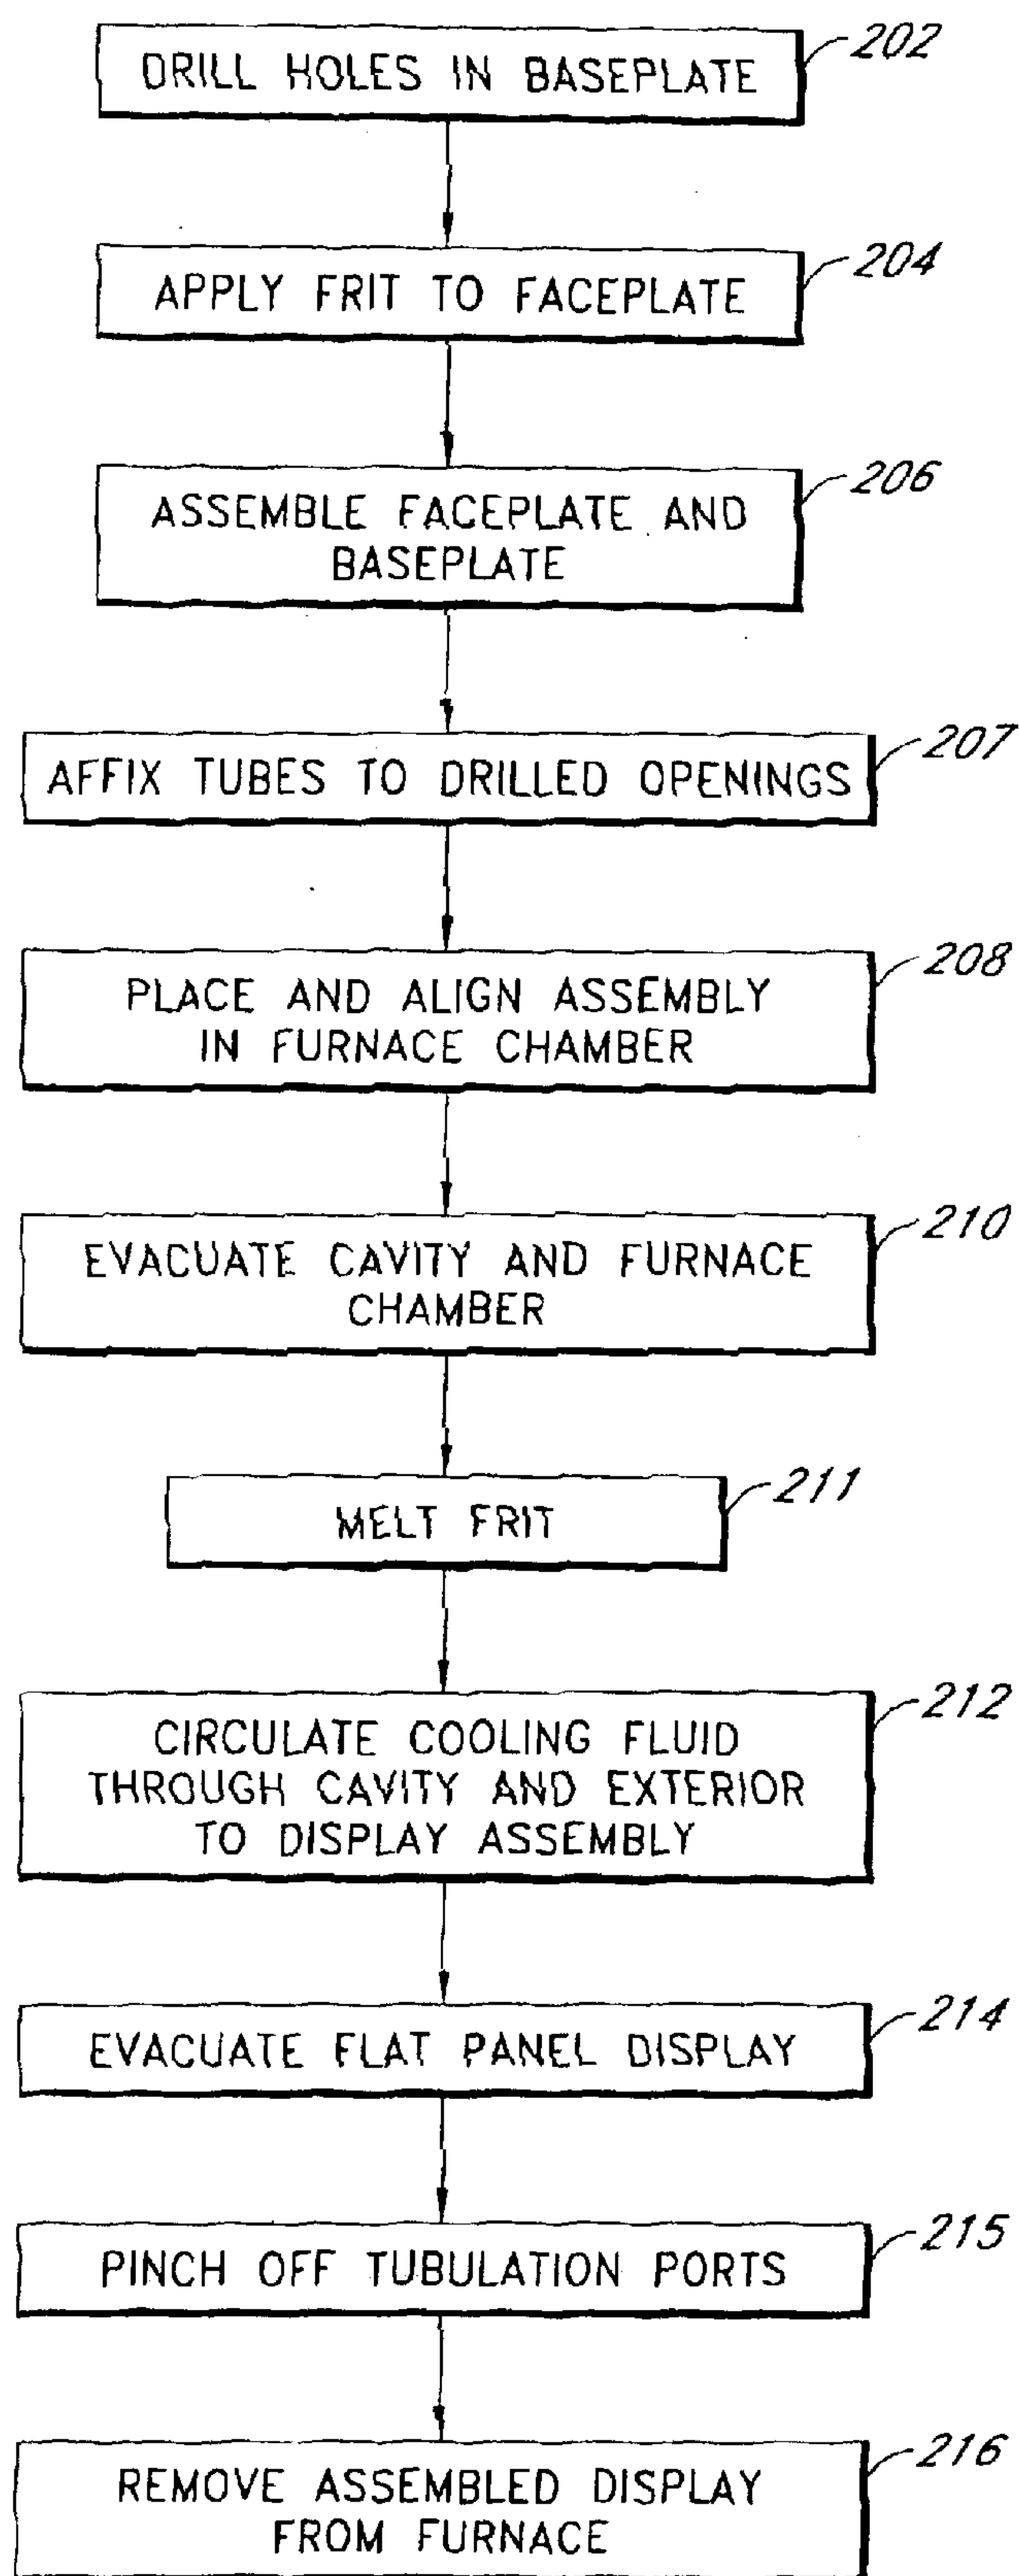 DRILL HOLES IN BASEPLATE
202
APPLY FRIT TO FACEPLATE
204
ASSEMBLE FACEPLATE AND
BASEPLATE
206
AFFIX TUBES TO DRILLED OPENINGS
207
PLACE AND ALIGN ASSEMBLY
IN FURNACE CHAMBER
208
EVACUATE CAVITY AND FURNACE
CHAMBER
210
MELT FRIT
211
CIRCULATE COOLING FLUID
THROUGH CAVITY AND EXTERIOR
TO DISPLAY ASSEMBLY
212
EVACUATE FLAT PANEL DISPLAY
214
PINCH OFF TUBULATION PORTS
215
REMOVE ASSEMBLED DISPLAY
FROM FURNACE
216